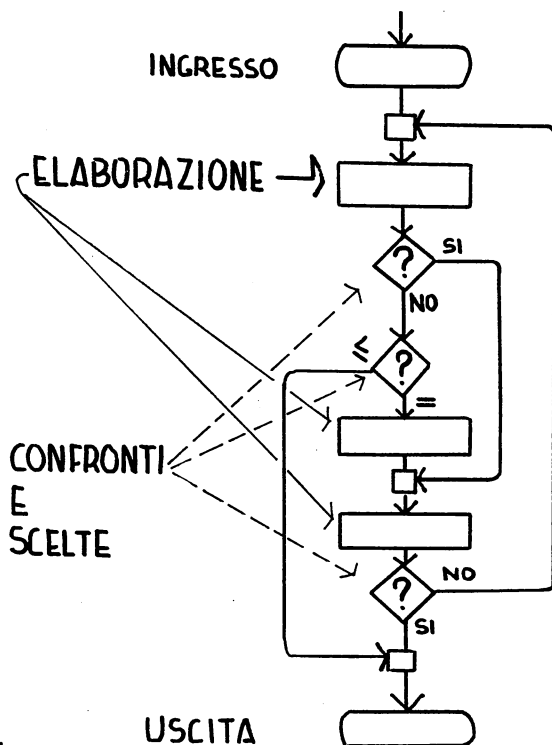 INGRESSO
ELABORAZIONE
?
SI
NO
≤
?
=
CONFRONTI
E
SCELTE
?
NO
SI
USCITA